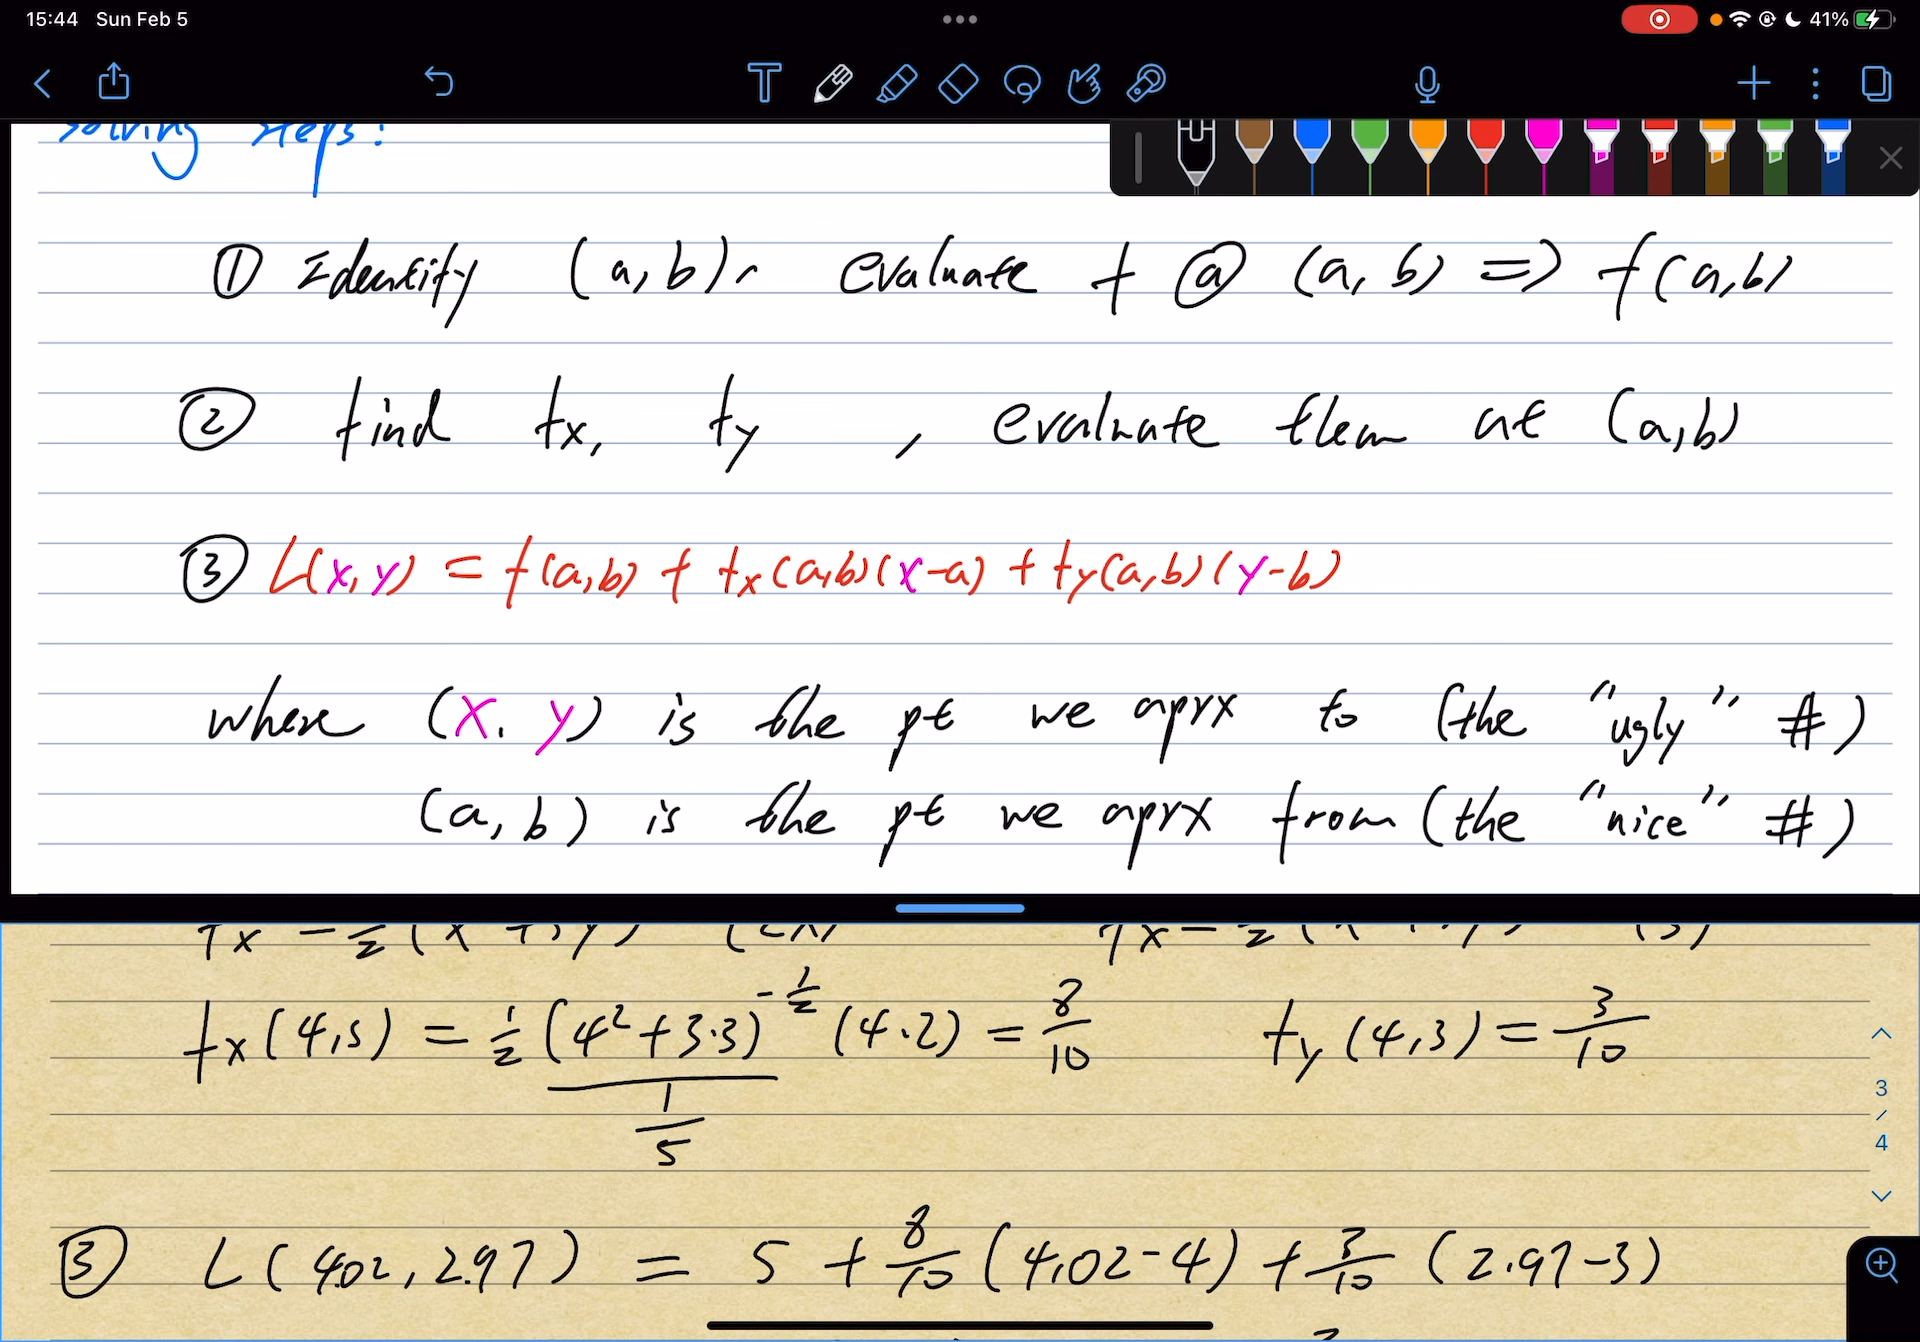 15:44 Sun Feb 5 41%
solving steps:
① Identify (a,b), evaluate f @ (a,b) => f(a,b)
② find fx, fy , evaluate them at (a,b)
③ L(x,y) = f(a,b) + fx(a,b)(x-a) + fy(a,b)(y-b)
where (x, y) is the pt we aprx to (the "ugly" #)
(a, b) is the pt we aprx from (the "nice" #)
fx(4,3) = 1/2 (4²+3·3)^-1/2 (4·2) = 8/10 fy(4,3) = 3/10
1/5
3 / 4
③ L(4.02, 2.97) = 5 + 8/10 (4.02-4) + 3/10 (2.97-3)